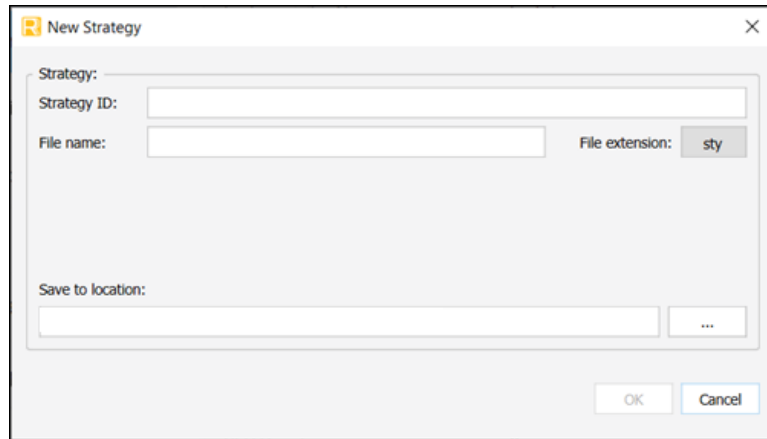 R New Strategy
Strategy:
Strategy ID:
File name: File extension: sty
Save to location:
...
OK Cancel